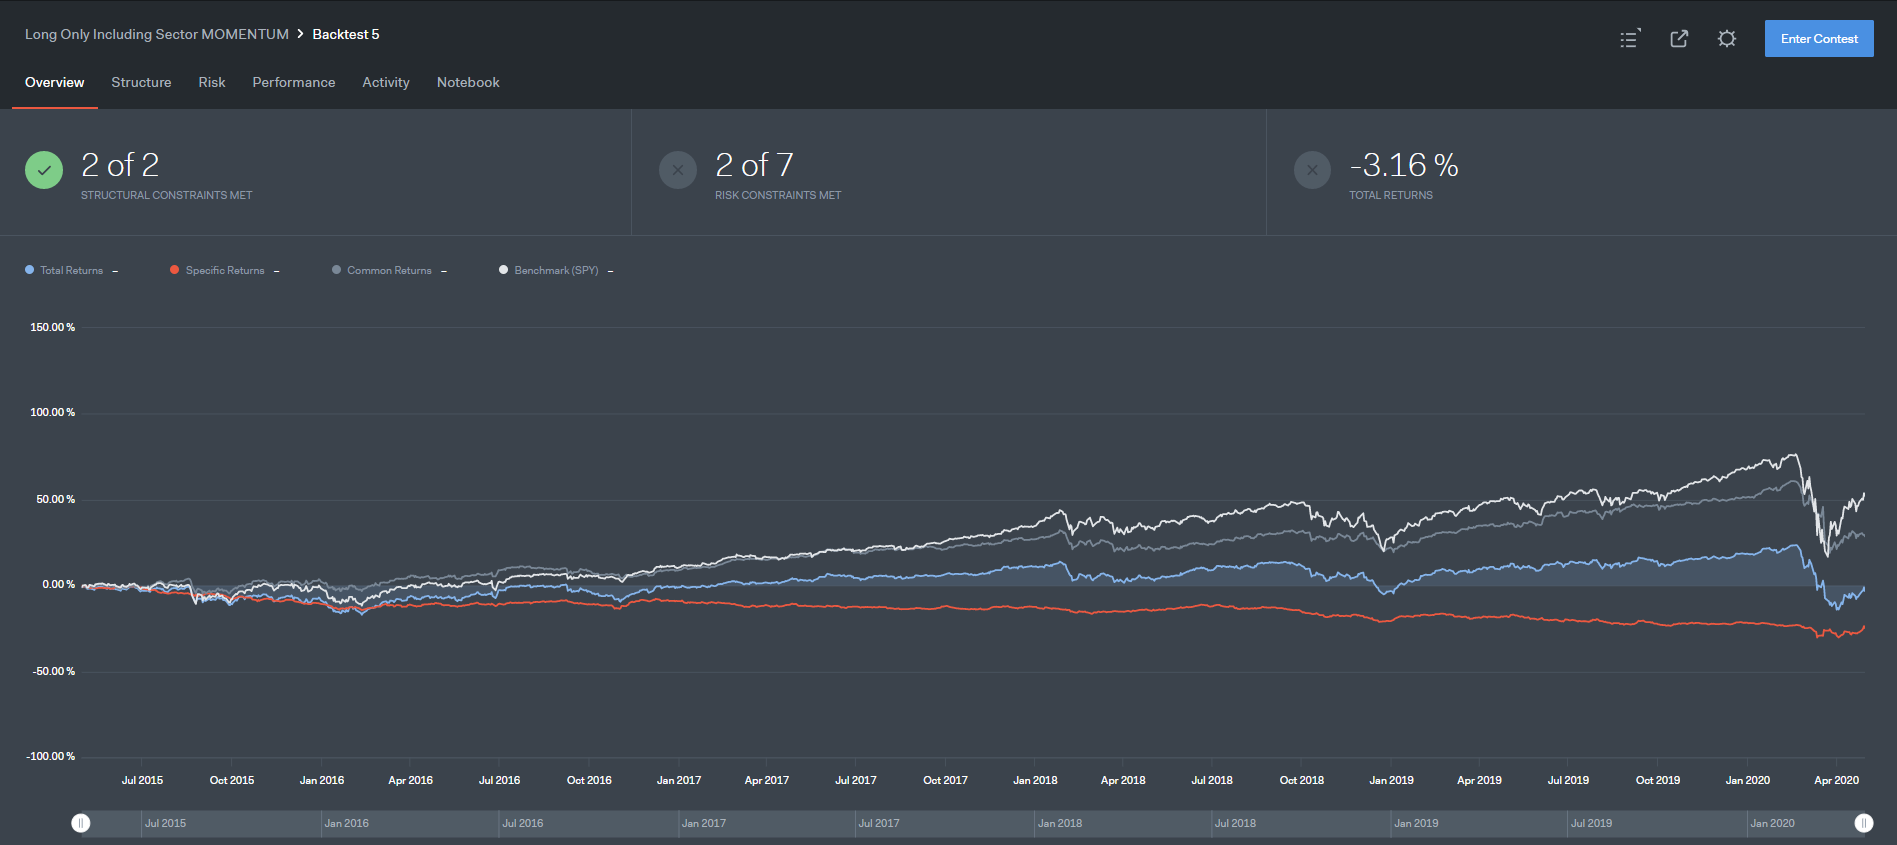 Long Only Including Sector MOMENTUM > Backtest 5
Enter Contest
Overview Structure Risk Performance Activity Notebook
2 of 2
STRUCTURAL CONSTRAINTS MET
2 of 7
RISK CONSTRAINTS MET
-3.16 %
TOTAL RETURNS
Total Returns – Specific Returns – Common Returns – Benchmark (SPY) –
150.00 %
100.00 %
50.00 %
0.00 %
-50.00 %
-100.00 %
Jul 2015 Oct 2015 Jan 2016 Apr 2016 Jul 2016 Oct 2016 Jan 2017 Apr 2017 Jul 2017 Oct 2017 Jan 2018 Apr 2018 Jul 2018 Oct 2018 Jan 2019 Apr 2019 Jul 2019 Oct 2019 Jan 2020 Apr 2020
Jul 2015 Jan 2016 Jul 2016 Jan 2017 Jul 2017 Jan 2018 Jul 2018 Jan 2019 Jul 2019 Jan 2020